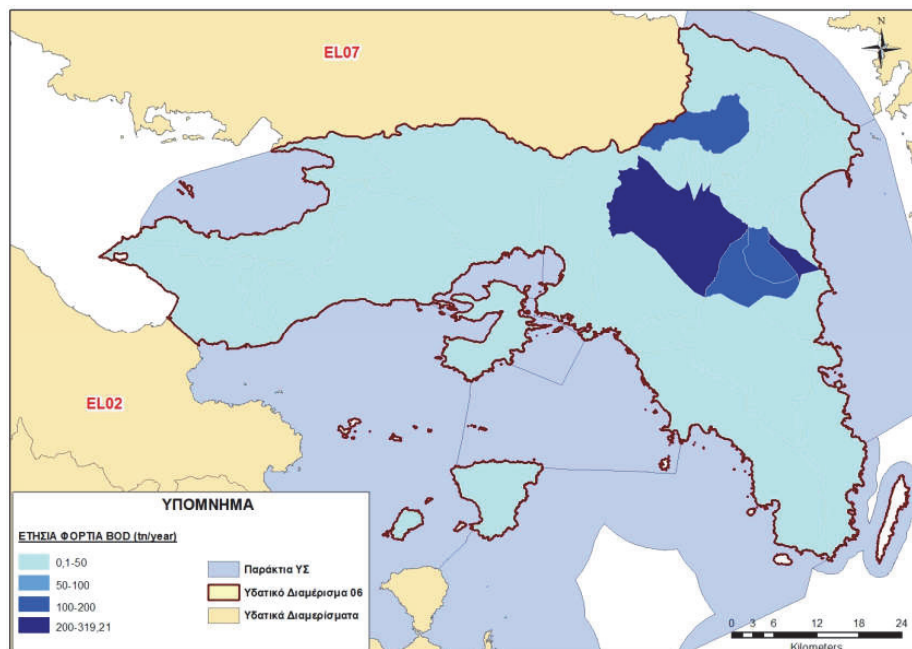 EL07
N
EL02
ΥΠΟΜΝΗΜΑ
ΕΤΗΣΙΑ ΦΟΡΤΙΑ BOD (tn/year)
0,1-50
50-100
100-200
200-319,21
Παράκτια ΥΣ
Υδατικό Διαμέρισμα 06
Υδατικά Διαμερίσματα
0 3 6 12 18 24
Kilometers